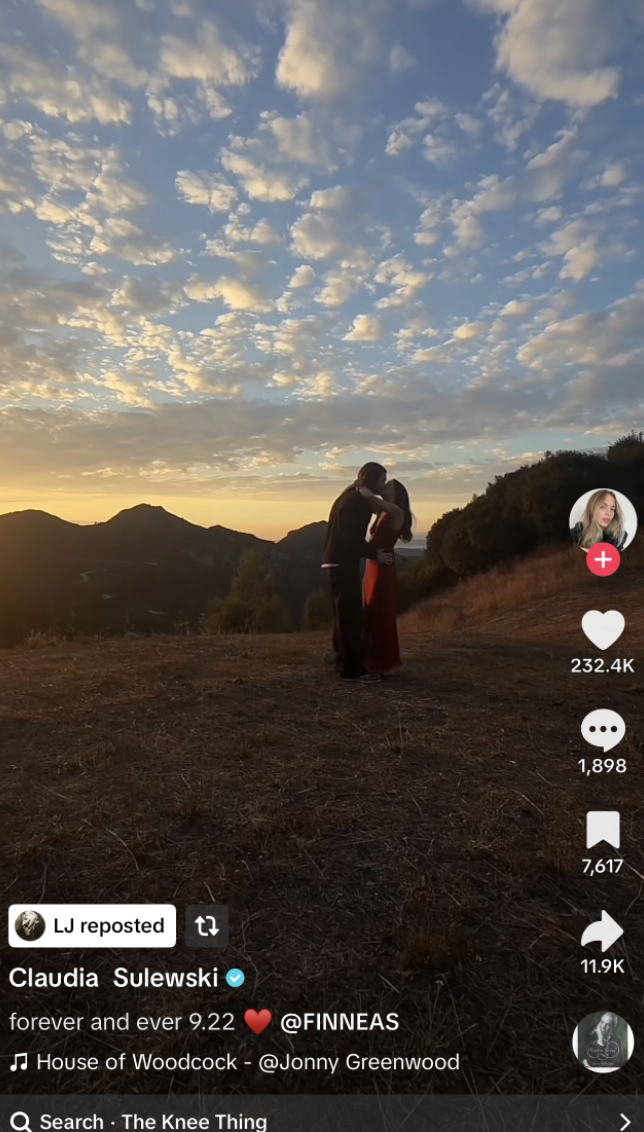 232.4K
1,898
7,617
11.9K
LJ reposted
Claudia Sulewski
forever and ever 9.22 ❤️ @FINNEAS
House of Woodcock - @Jonny Greenwood
Search · The Knee Thing